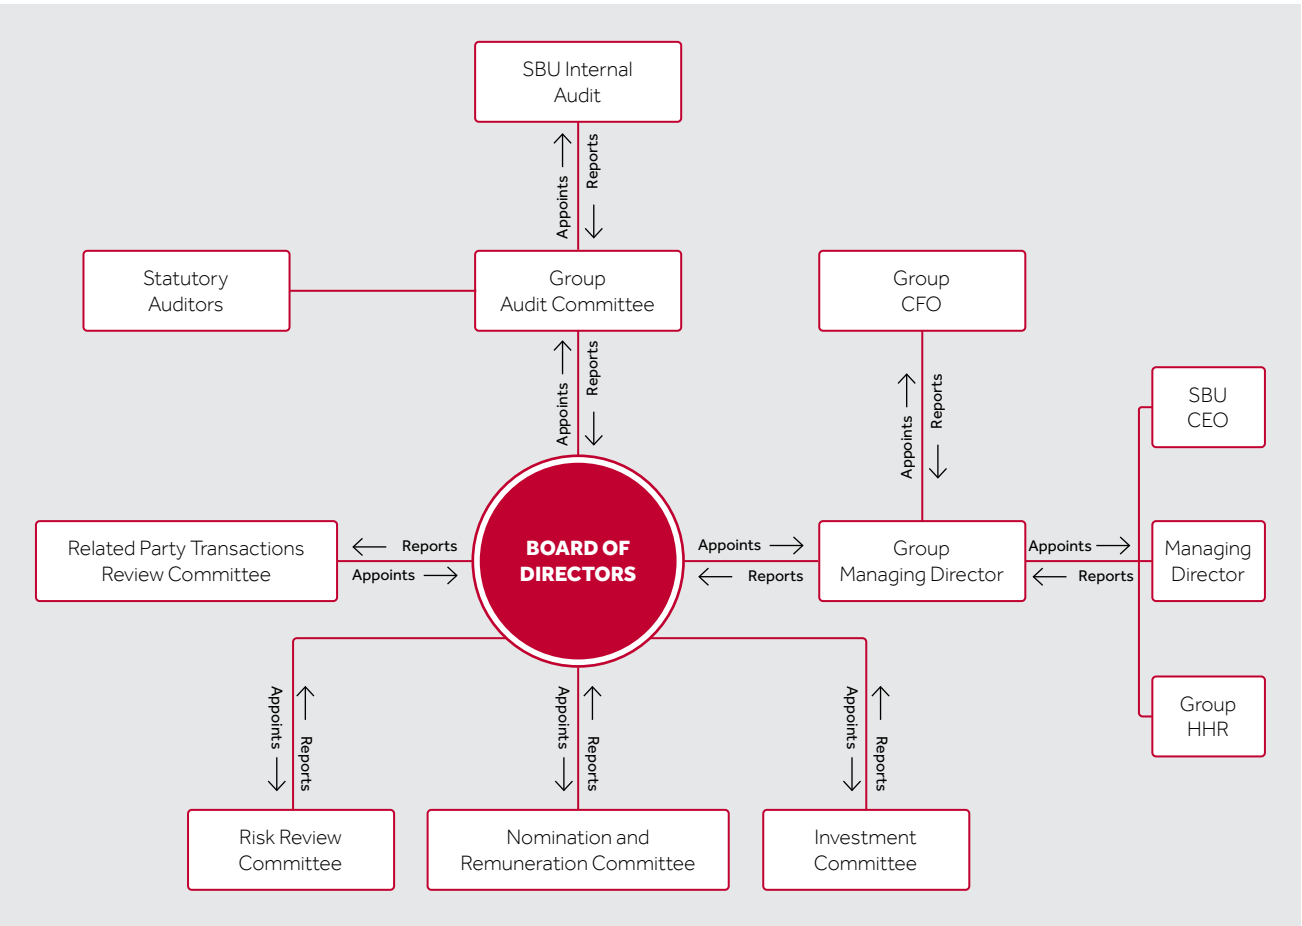 SBU Internal
Audit
Appoints
Reports
Statutory
Auditors
Group
Audit Committee
Group
CFO
Appoints
Reports
Appoints
Reports
SBU
CEO
Related Party Transactions
Review Committee
Reports
Appoints
BOARD OF
DIRECTORS
Appoints
Reports
Group
Managing Director
Appoints
Reports
Managing
Director
Group
HHR
Appoints
Reports
Appoints
Reports
Appoints
Reports
Risk Review
Committee
Nomination and
Remuneration Committee
Investment
Committee